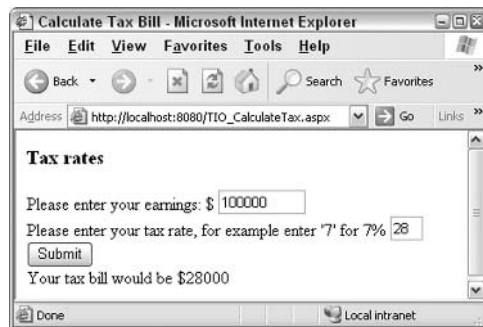 Calculate Tax Bill - Microsoft Internet Explorer
File Edit View Favorites Tools Help
Back Search Favorites »
Address http://localhost:8080/TIO_CalculateTax.aspx Go Links »
Tax rates
Please enter your earnings: $ 100000
Please enter your tax rate, for example enter '7' for 7% 28
Submit
Your tax bill would be $28000
Done Local intranet